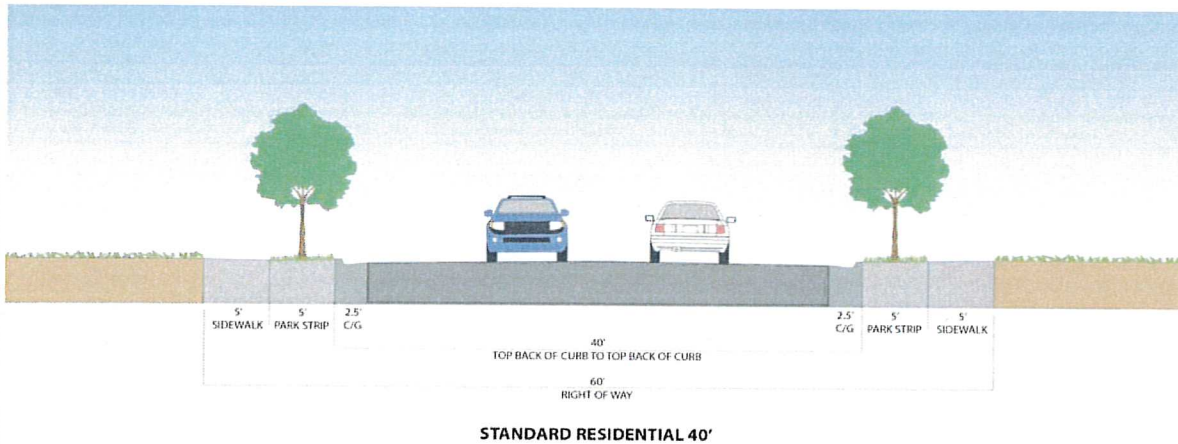 5' 5' 2.5' 2.5' 5' 5'
SIDEWALK PARK STRIP C/G C/G PARK STRIP SIDEWALK
40'
TOP BACK OF CURB TO TOP BACK OF CURB
60'
RIGHT OF WAY
STANDARD RESIDENTIAL 40'